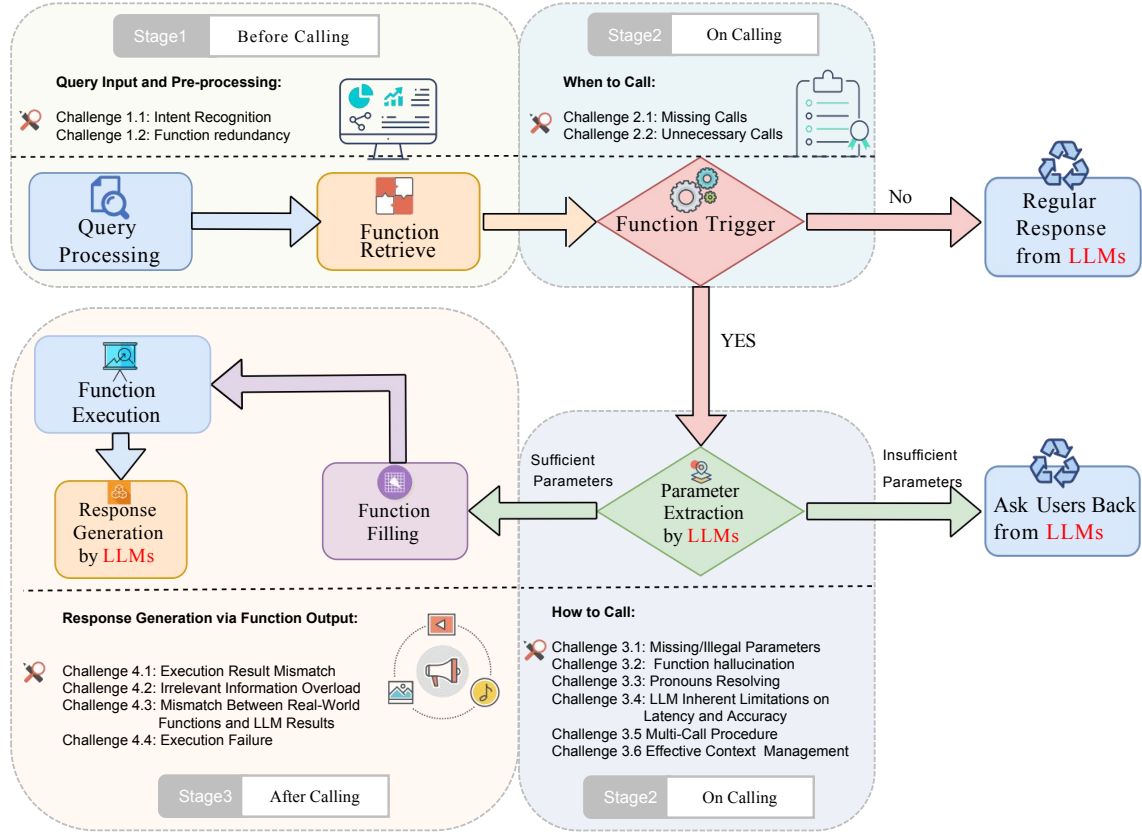 Stage1 Before Calling
Query Input and Pre-processing:
Challenge 1.1: Intent Recognition
Challenge 1.2: Function redundancy
Stage2 On Calling
When to Call:
Challenge 2.1: Missing Calls
Challenge 2.2: Unnecessary Calls
Query
Processing
Function
Retrieve
Function Trigger
No
Regular
Response
from LLMs
YES
Function
Execution
Response
Generation
by LLMs
Function
Filling
Sufficient
Parameters
Parameter
Extraction
by LLMs
Insufficient
Parameters
Ask Users Back
from LLMs
Response Generation via Function Output:
Challenge 4.1: Execution Result Mismatch
Challenge 4.2: Irrelevant Information Overload
Challenge 4.3: Mismatch Between Real-World
Functions and LLM Results
Challenge 4.4: Execution Failure
Stage3 After Calling
How to Call:
Challenge 3.1: Missing/Illegal Parameters
Challenge 3.2: Function hallucination
Challenge 3.3: Pronouns Resolving
Challenge 3.4: LLM Inherent Limitations on
Latency and Accuracy
Challenge 3.5 Multi-Call Procedure
Challenge 3.6 Effective Context Management
Stage2 On Calling